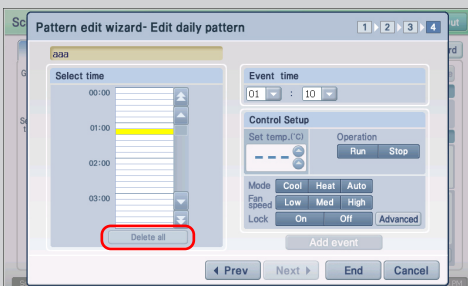 Pattern edit wizard- Edit daily pattern
1 2 3 4
aaa
Select time
00:00
01:00
02:00
03:00
Delete all
Event time
01 : 10
Control Setup
Set temp.(°C) Operation
--- Run Stop
Mode Cool Heat Auto
Fan speed Low Med High
Lock On Off Advanced
Add event
Prev Next End Cancel